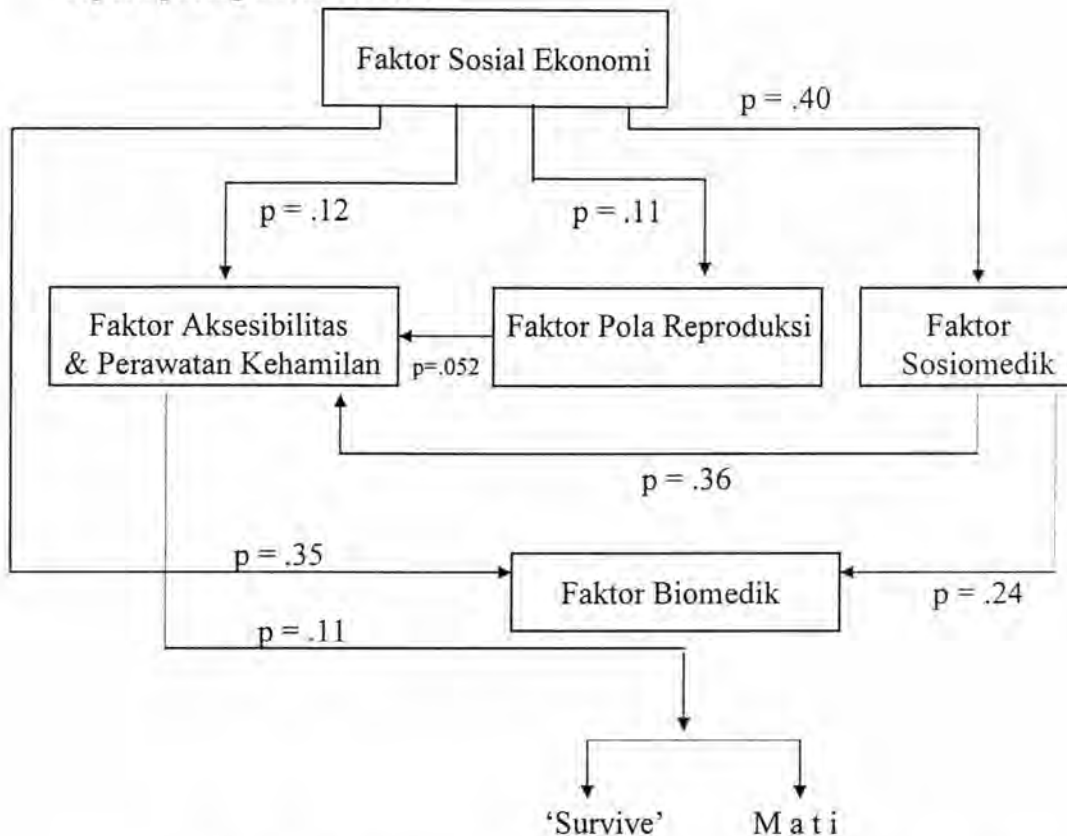 Faktor Sosial Ekonomi
p = .40
p = .12
p = .11
Faktor Aksesibilitas
& Perawatan Kehamilan
p=.052
Faktor Pola Reproduksi
Faktor
Sosiomedik
p = .36
p = .35
Faktor Biomedik
p = .24
p = .11
'Survive'
M a t i